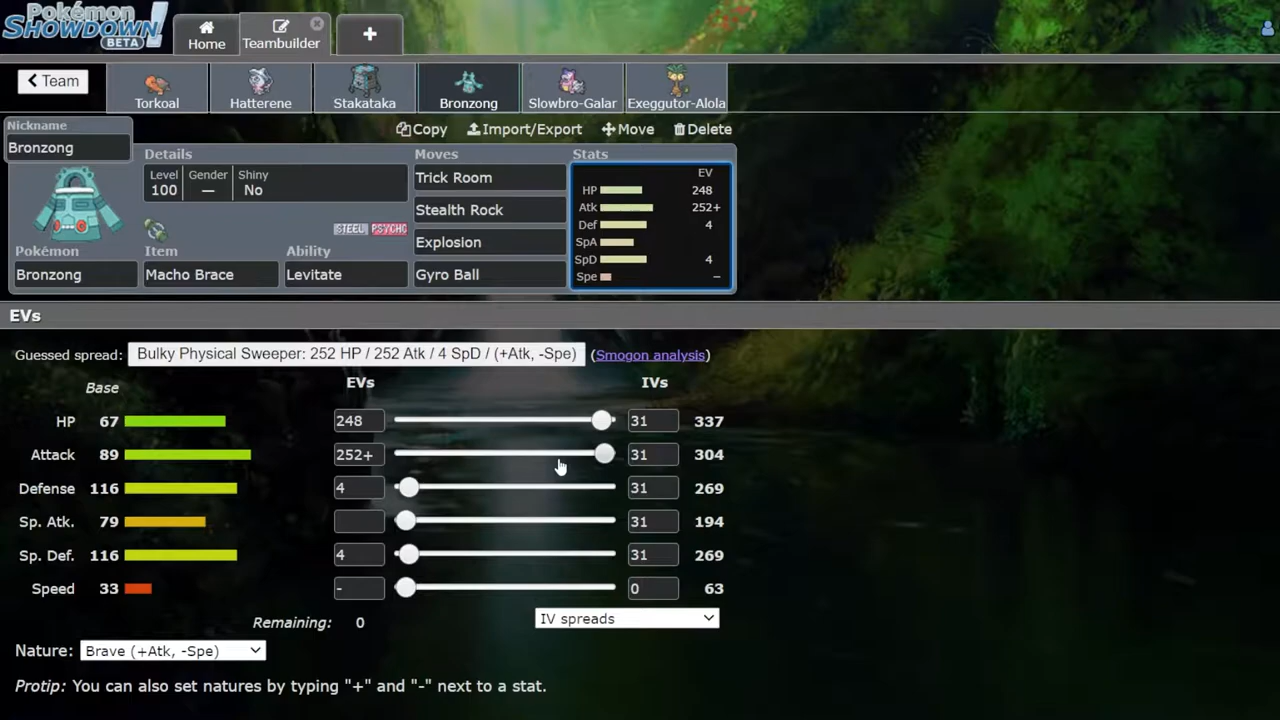 Pokémon
SHOWDOWN!
BETA
Home
Teambuilder
Team
Torkoal
Hatterene
Stakataka
Bronzong
Slowbro-Galar
Exeggutor-Alola
Copy Import/Export Move Delete
Nickname
Bronzong
Details
Level Gender Shiny
100 — No
STEEL PSYCHC
Pokémon Item Ability
Bronzong Macho Brace Levitate
Moves
Trick Room
Stealth Rock
Explosion
Gyro Ball
Stats
EV
HP 248
Atk 252+
Def 4
SpA
SpD 4
Spe –
EVs
Guessed spread: Bulky Physical Sweeper: 252 HP / 252 Atk / 4 SpD / (+Atk, -Spe) (Smogon analysis)
Base EVs IVs
HP 67 248 31 337
Attack 89 252+ 31 304
Defense 116 4 31 269
Sp. Atk. 79 31 194
Sp. Def. 116 4 31 269
Speed 33 - 0 63
Remaining: 0 IV spreads
Nature: Brave (+Atk, -Spe)
Protip: You can also set natures by typing "+" and "-" next to a stat.